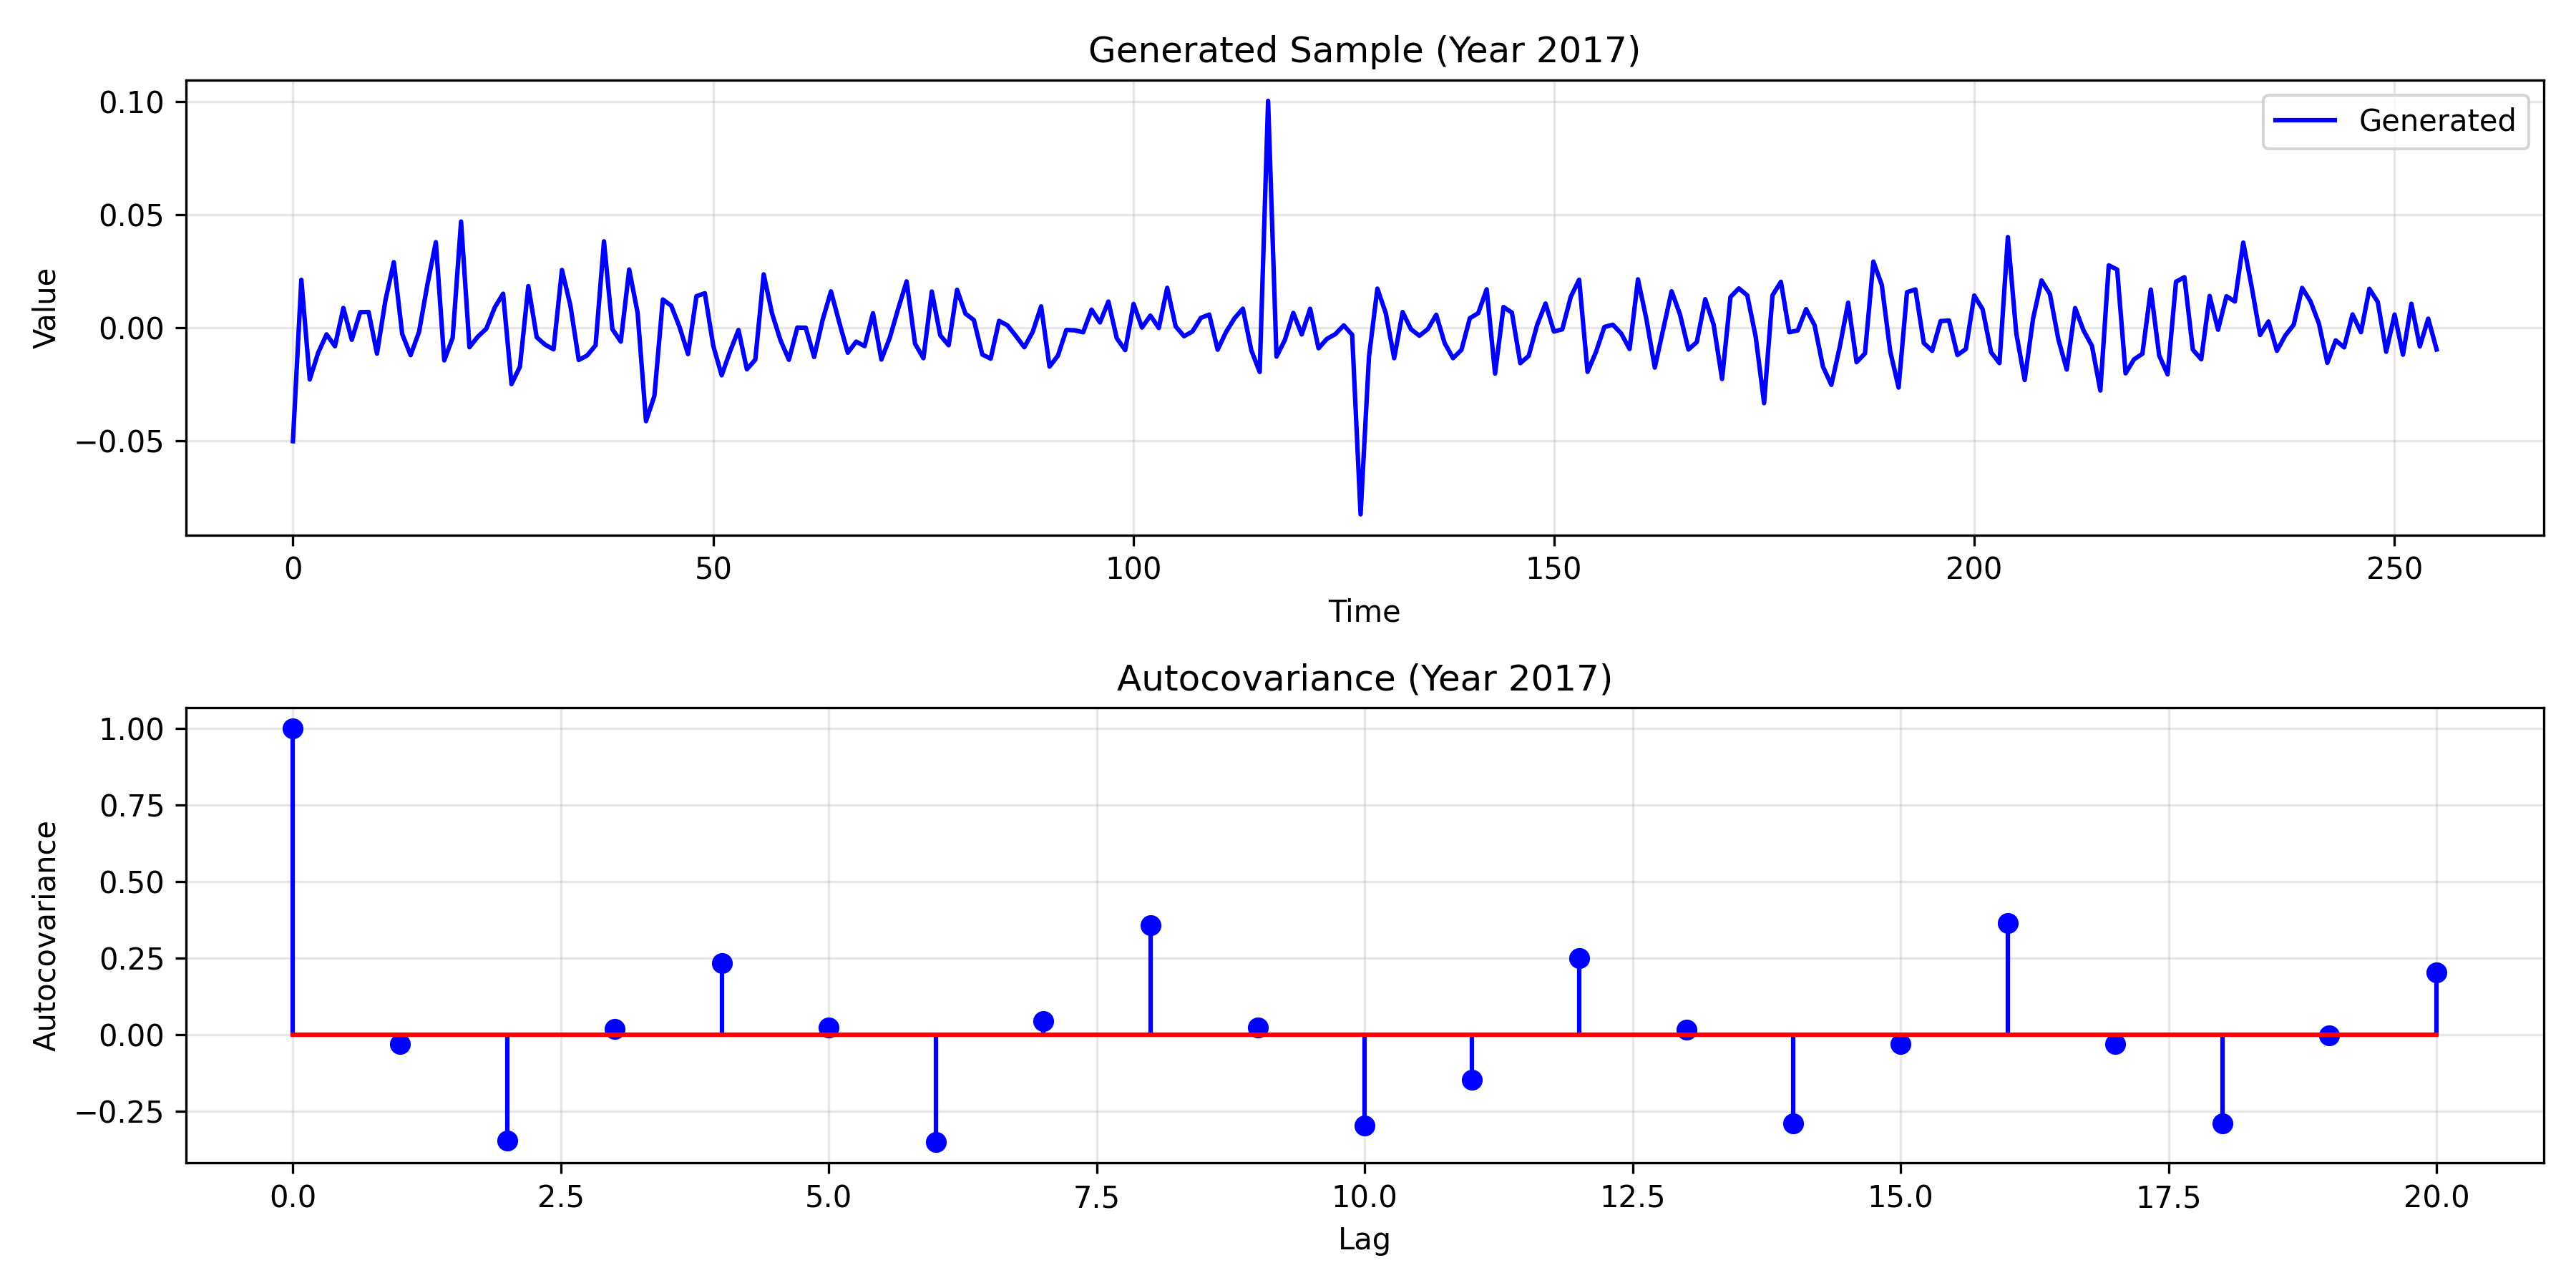 Generated Sample (Year 2017)
Generated
Value
0.10
0.05
0.00
−0.05
0 50 100 150 200 250
Time
Autocovariance (Year 2017)
Autocovariance
1.00
0.75
0.50
0.25
0.00
−0.25
0.0 2.5 5.0 7.5 10.0 12.5 15.0 17.5 20.0
Lag